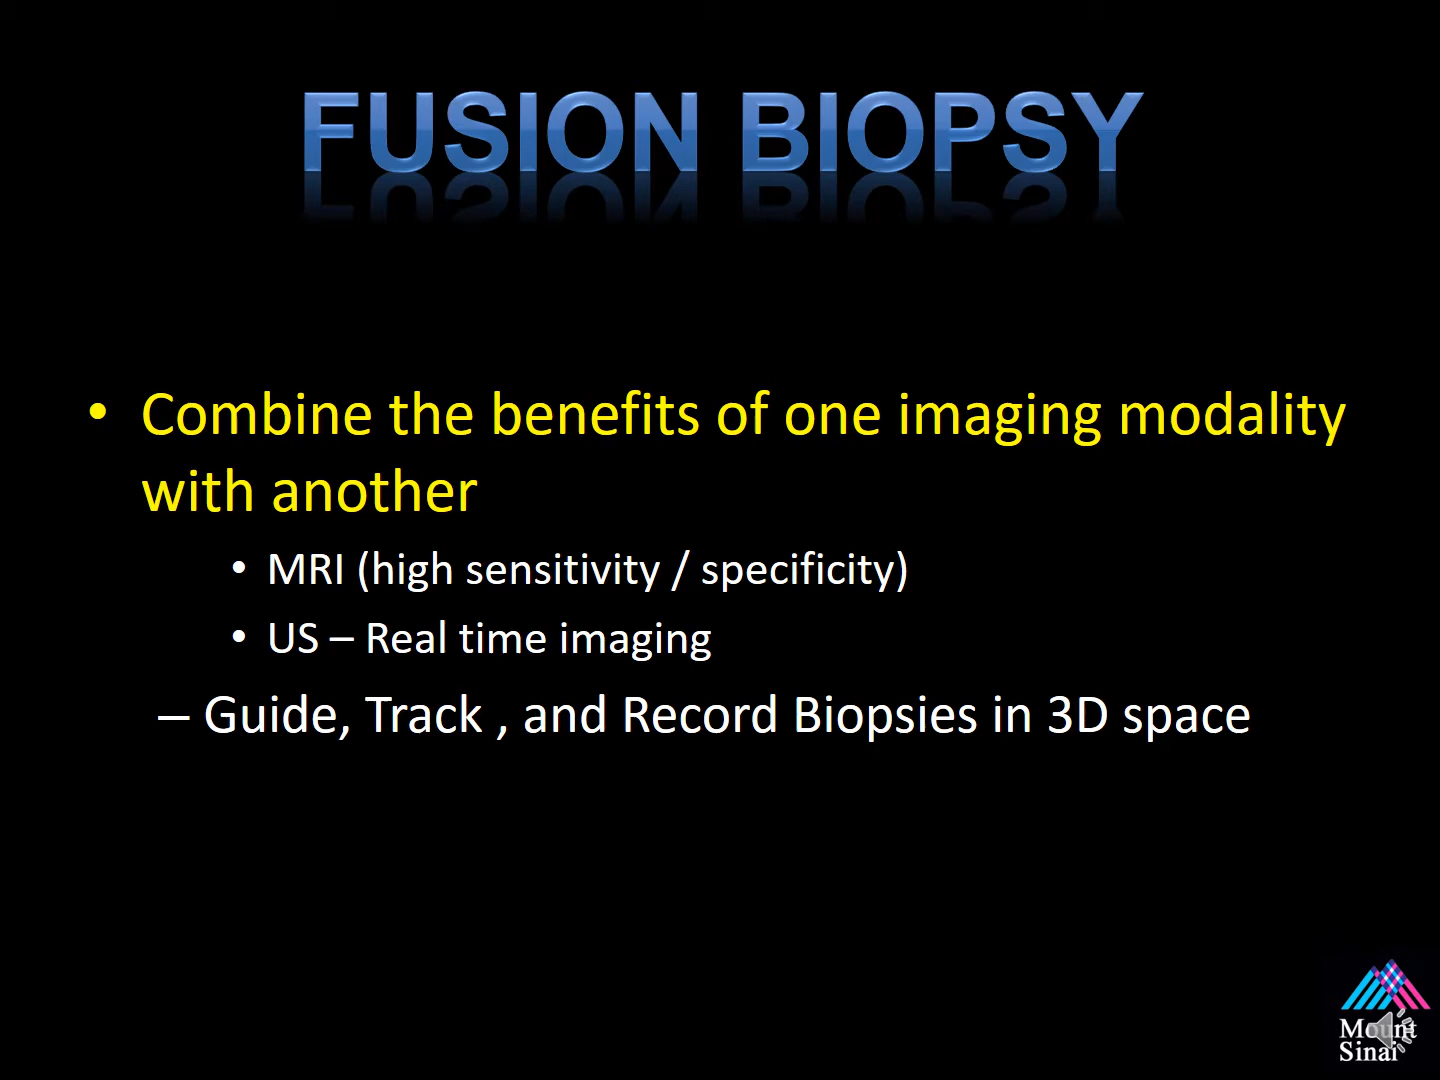 FUSION BIOPSY
• Combine the benefits of one imaging modality
with another
• MRI (high sensitivity / specificity)
• US – Real time imaging
– Guide, Track , and Record Biopsies in 3D space
Mount
Sinai